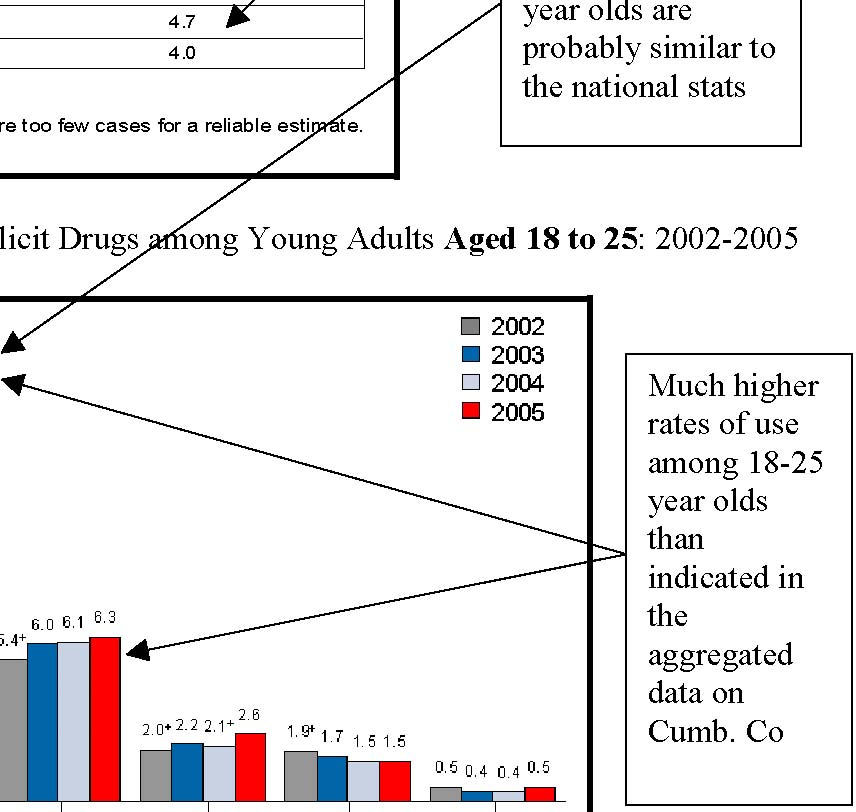 4.7
4.0
year olds are
probably similar to
the national stats
re too few cases for a reliable estimate.
licit Drugs among Young Adults Aged 18 to 25: 2002-2005
2002
2003
2004
2005
Much higher
rates of use
among 18-25
year olds
than
indicated in
the
aggregated
data on
Cumb. Co
5.4+ 6.0 6.1 6.3
2.0+ 2.2 2.1+ 2.6
1.9+ 1.7 1.5 1.5
0.5 0.4 0.4 0.5